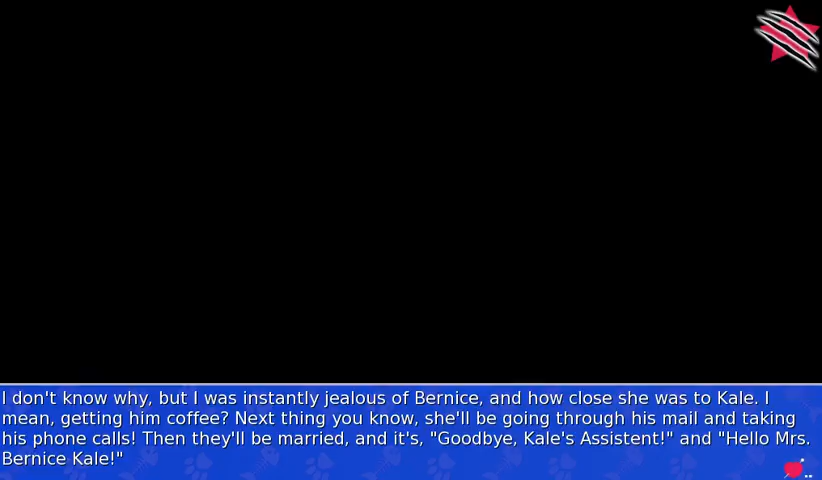 I don't know why, but I was instantly jealous of Bernice, and how close she was to Kale. I
mean, getting him coffee? Next thing you know, she'll be going through his mail and taking
his phone calls! Then they'll be married, and it's, "Goodbye, Kale's Assistent!" and "Hello Mrs.
Bernice Kale!"